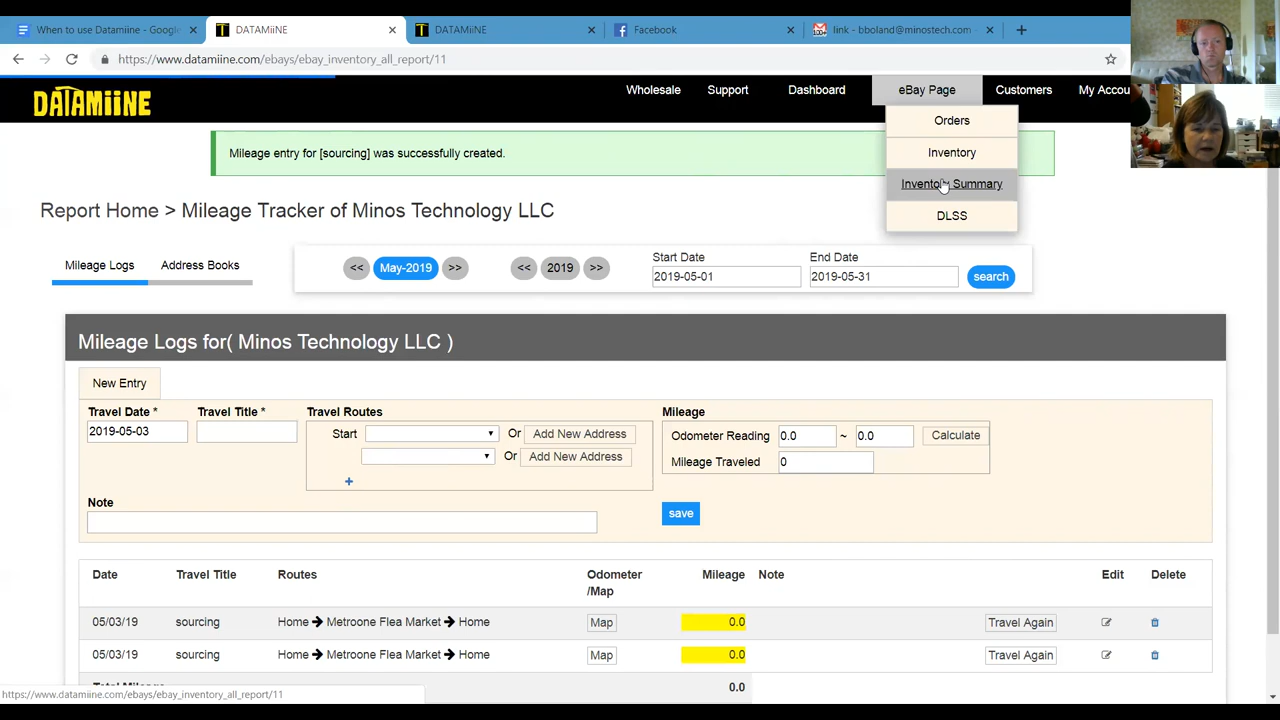 When to use Datamiine - Google
DATAMiiNE
DATAMiiNE
Facebook
100+
link - bboland@minostech.com -
https://www.datamiine.com/ebays/ebay_inventory_all_report/11
DATAMIINE
Wholesale
Support
Dashboard
eBay Page
Customers
My Accou
Orders
Inventory
Inventory Summary
DLSS
Mileage entry for [sourcing] was successfully created.
Report Home > Mileage Tracker of Minos Technology LLC
Mileage Logs
Address Books
<< May-2019 >>
<< 2019 >>
Start Date
2019-05-01
End Date
2019-05-31
search
Mileage Logs for( Minos Technology LLC )
New Entry
Travel Date *
2019-05-03
Travel Title *
Travel Routes
Start
Or
Add New Address
Or
Add New Address
+
Mileage
Odometer Reading 0.0 ~ 0.0 Calculate
Mileage Traveled 0
Note
save
Date Travel Title Routes Odometer /Map Mileage Note Edit Delete
05/03/19 sourcing Home → Metroone Flea Market → Home Map 0.0 Travel Again
05/03/19 sourcing Home → Metroone Flea Market → Home Map 0.0 Travel Again
Total Mileage 0.0
https://www.datamiine.com/ebays/ebay_inventory_all_report/11